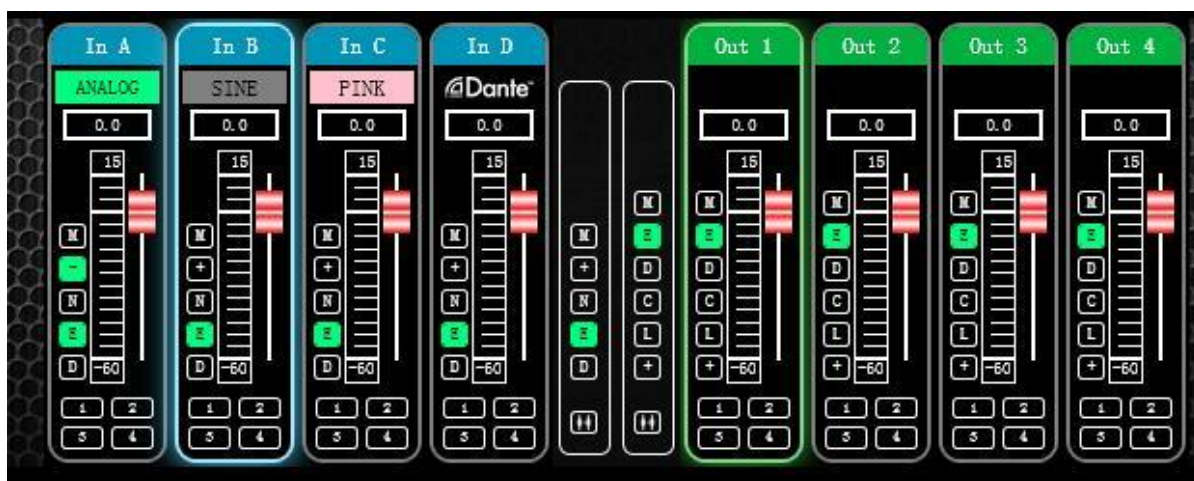 In A In B In C In D Out 1 Out 2 Out 3 Out 4
ANALOG SINE PINK Dante™
0.0 0.0 0.0 0.0 0.0 0.0 0.0 0.0
15 15 15 15 15 15 15 15
M M M M M
M M M M M E E E E E
- + + + + D D D D D
N N N N N C C C C C
E E E E E L L L L L
D -60 D -60 D -60 D -60 D + + -60 + -60 + -60 + -60
1 2 1 2 1 2 1 2 1 2 1 2 1 2 1 2
3 4 3 4 3 4 3 4 3 4 3 4 3 4 3 4